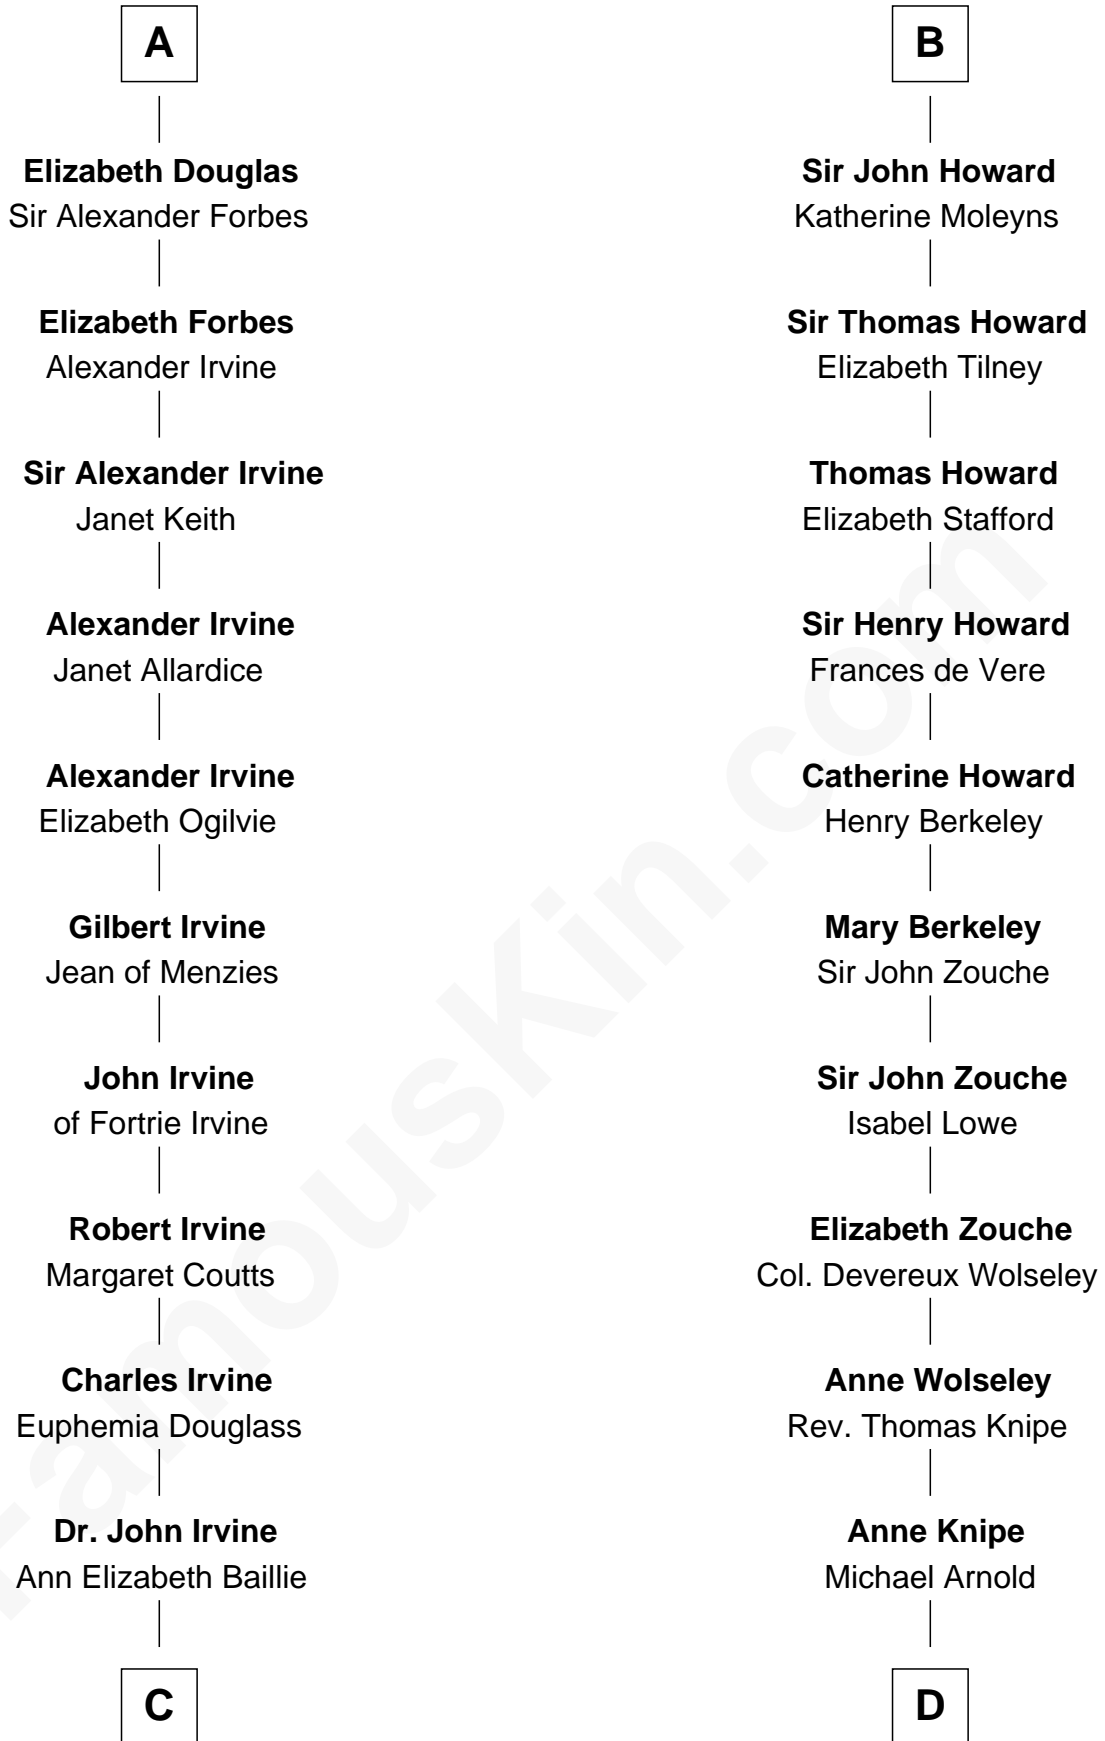 A
Elizabeth Douglas
Sir Alexander Forbes
Elizabeth Forbes
Alexander Irvine
Sir Alexander Irvine
Janet Keith
Alexander Irvine
Janet Allardice
Alexander Irvine
Elizabeth Ogilvie
Gilbert Irvine
Jean of Menzies
John Irvine
of Fortrie Irvine
Robert Irvine
Margaret Coutts
Charles Irvine
Euphemia Douglass
Dr. John Irvine
Ann Elizabeth Baillie
C
B
Sir John Howard
Katherine Moleyns
Sir Thomas Howard
Elizabeth Tilney
Thomas Howard
Elizabeth Stafford
Sir Henry Howard
Frances de Vere
Catherine Howard
Henry Berkeley
Mary Berkeley
Sir John Zouche
Sir John Zouche
Isabel Lowe
Elizabeth Zouche
Col. Devereux Wolseley
Anne Wolseley
Rev. Thomas Knipe
Anne Knipe
Michael Arnold
D
FamousKin.com